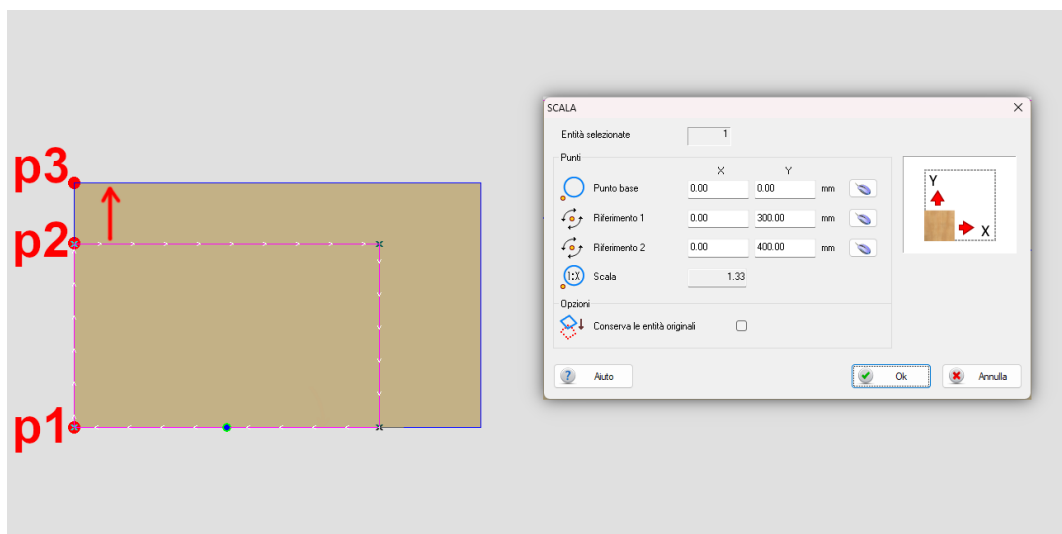 p3
p2
p1
SCALA
Entità selezionate 1
Punti
X Y
Punto base 0.00 0.00 mm
Riferimento 1 0.00 300.00 mm
Riferimento 2 0.00 400.00 mm
1:X Scala 1.33
Opzioni
Conserva le entità originali
? Aiuto Ok Annulla
Y
X